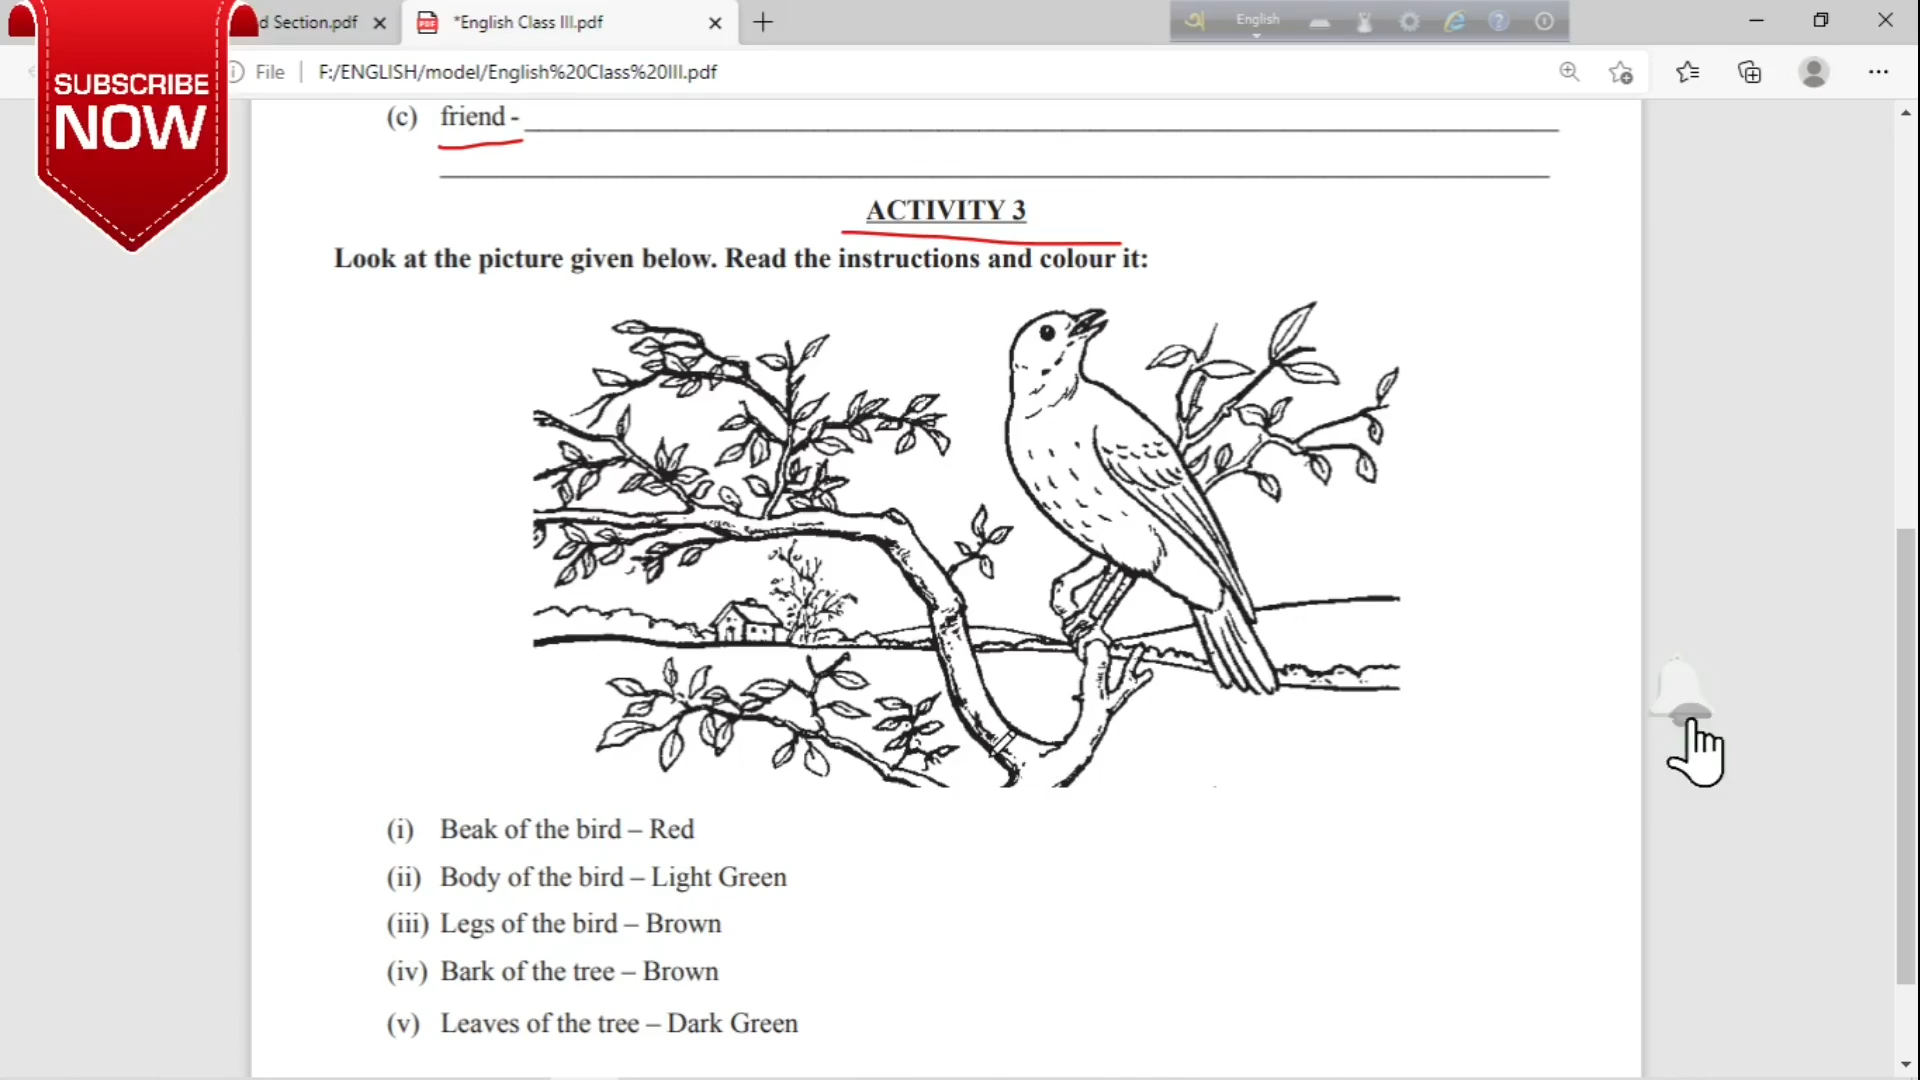 d Section.pdf
*English Class III.pdf
English
File
F:/ENGLISH/model/English%20Class%20III.pdf
SUBSCRIBE
NOW
(c) friend -
ACTIVITY 3
Look at the picture given below. Read the instructions and colour it:
(i) Beak of the bird – Red
(ii) Body of the bird – Light Green
(iii) Legs of the bird – Brown
(iv) Bark of the tree – Brown
(v) Leaves of the tree – Dark Green